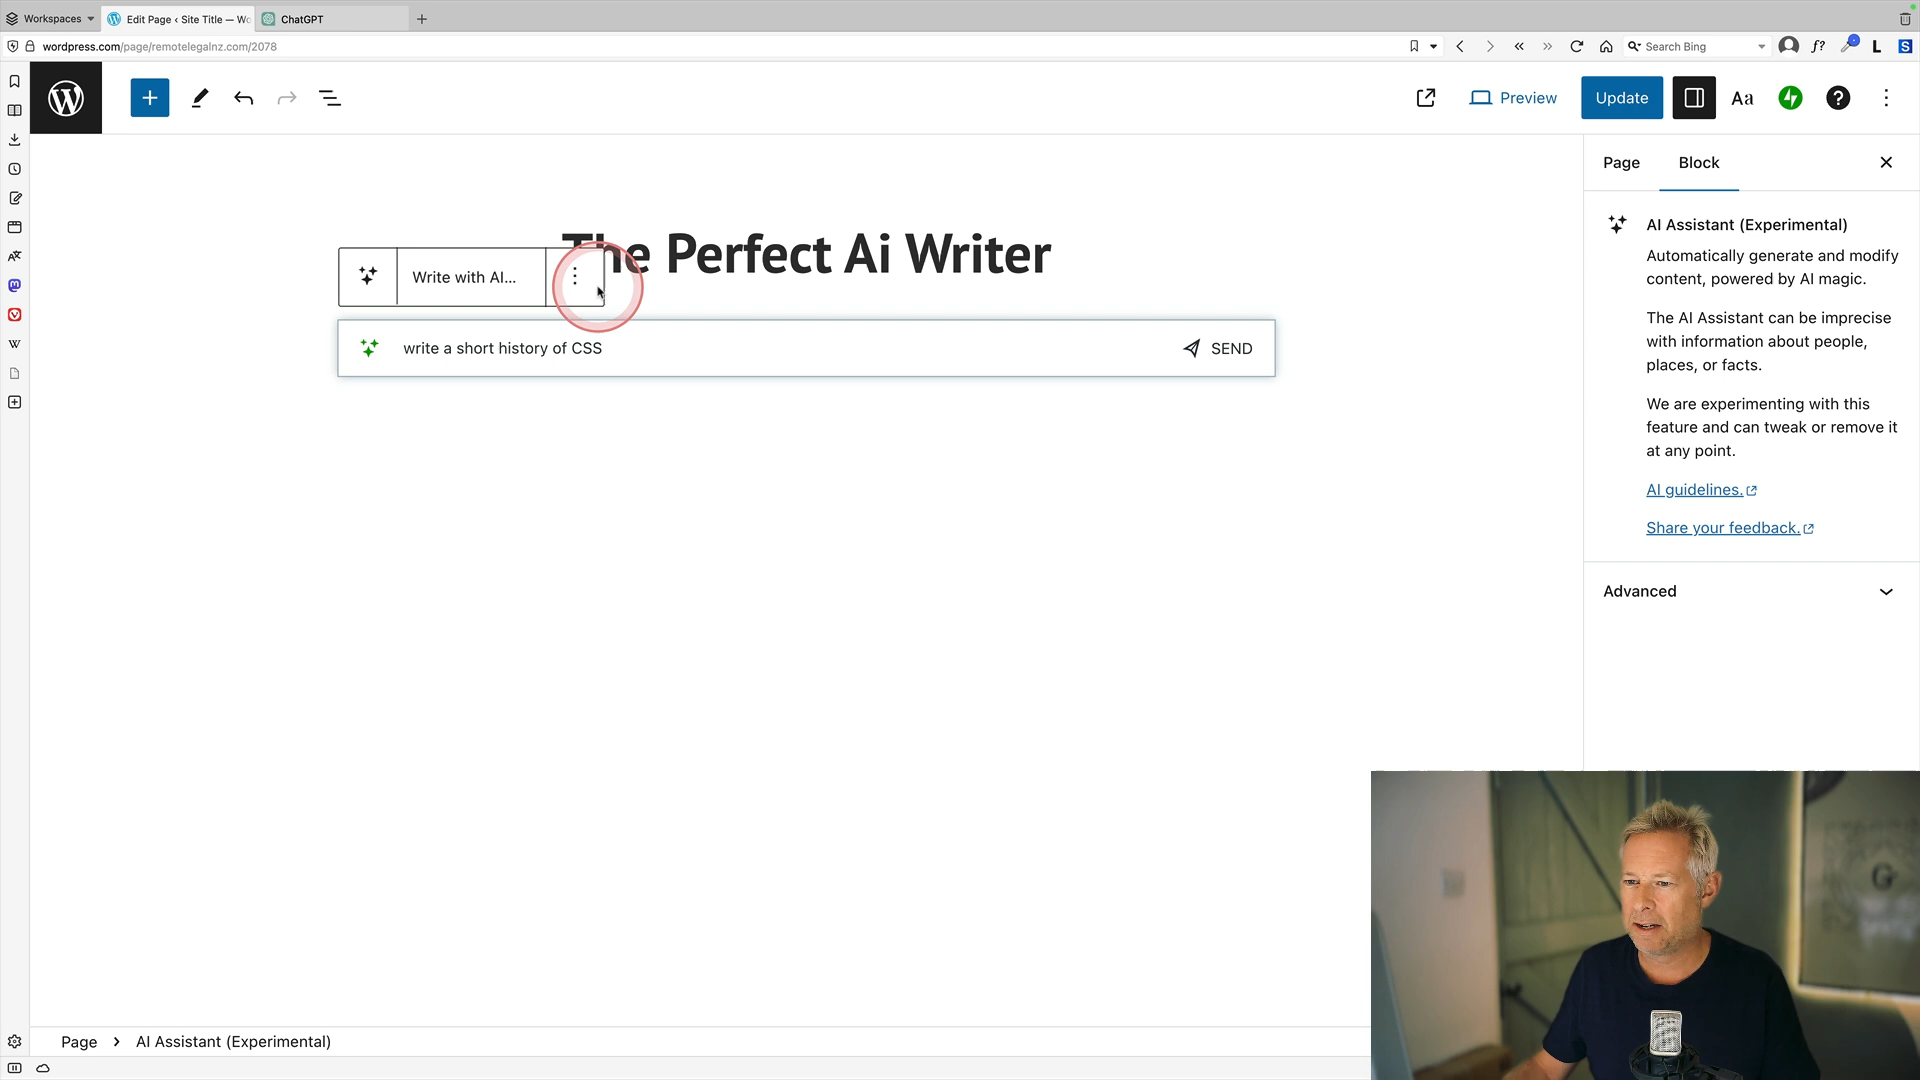 Workspaces
Edit Page ‹ Site Title — Wo
ChatGPT
wordpress.com/page/remotelegalnz.com/2078
Search Bing
f?
L
S
Preview
Update
Aa
Page
Block
The Perfect Ai Writer
Write with AI...
write a short history of CSS
SEND
AI Assistant (Experimental)
Automatically generate and modify
content, powered by AI magic.
The AI Assistant can be imprecise
with information about people,
places, or facts.
We are experimenting with this
feature and can tweak or remove it
at any point.
AI guidelines.
Share your feedback.
Advanced
G
Page
AI Assistant (Experimental)